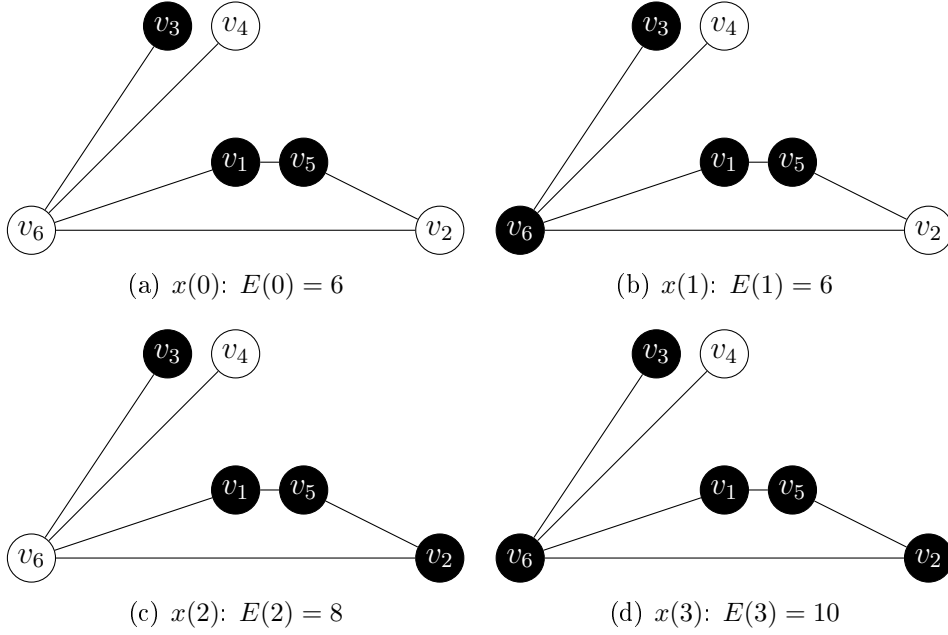 v₃ v₄ v₃ v₄
v₁ v₅ v₁ v₅
v₆ v₂ v₆ v₂
(a) x(0): E(0) = 6 (b) x(1): E(1) = 6
v₃ v₄ v₃ v₄
v₁ v₅ v₁ v₅
v₆ v₂ v₆ v₂
(c) x(2): E(2) = 8 (d) x(3): E(3) = 10